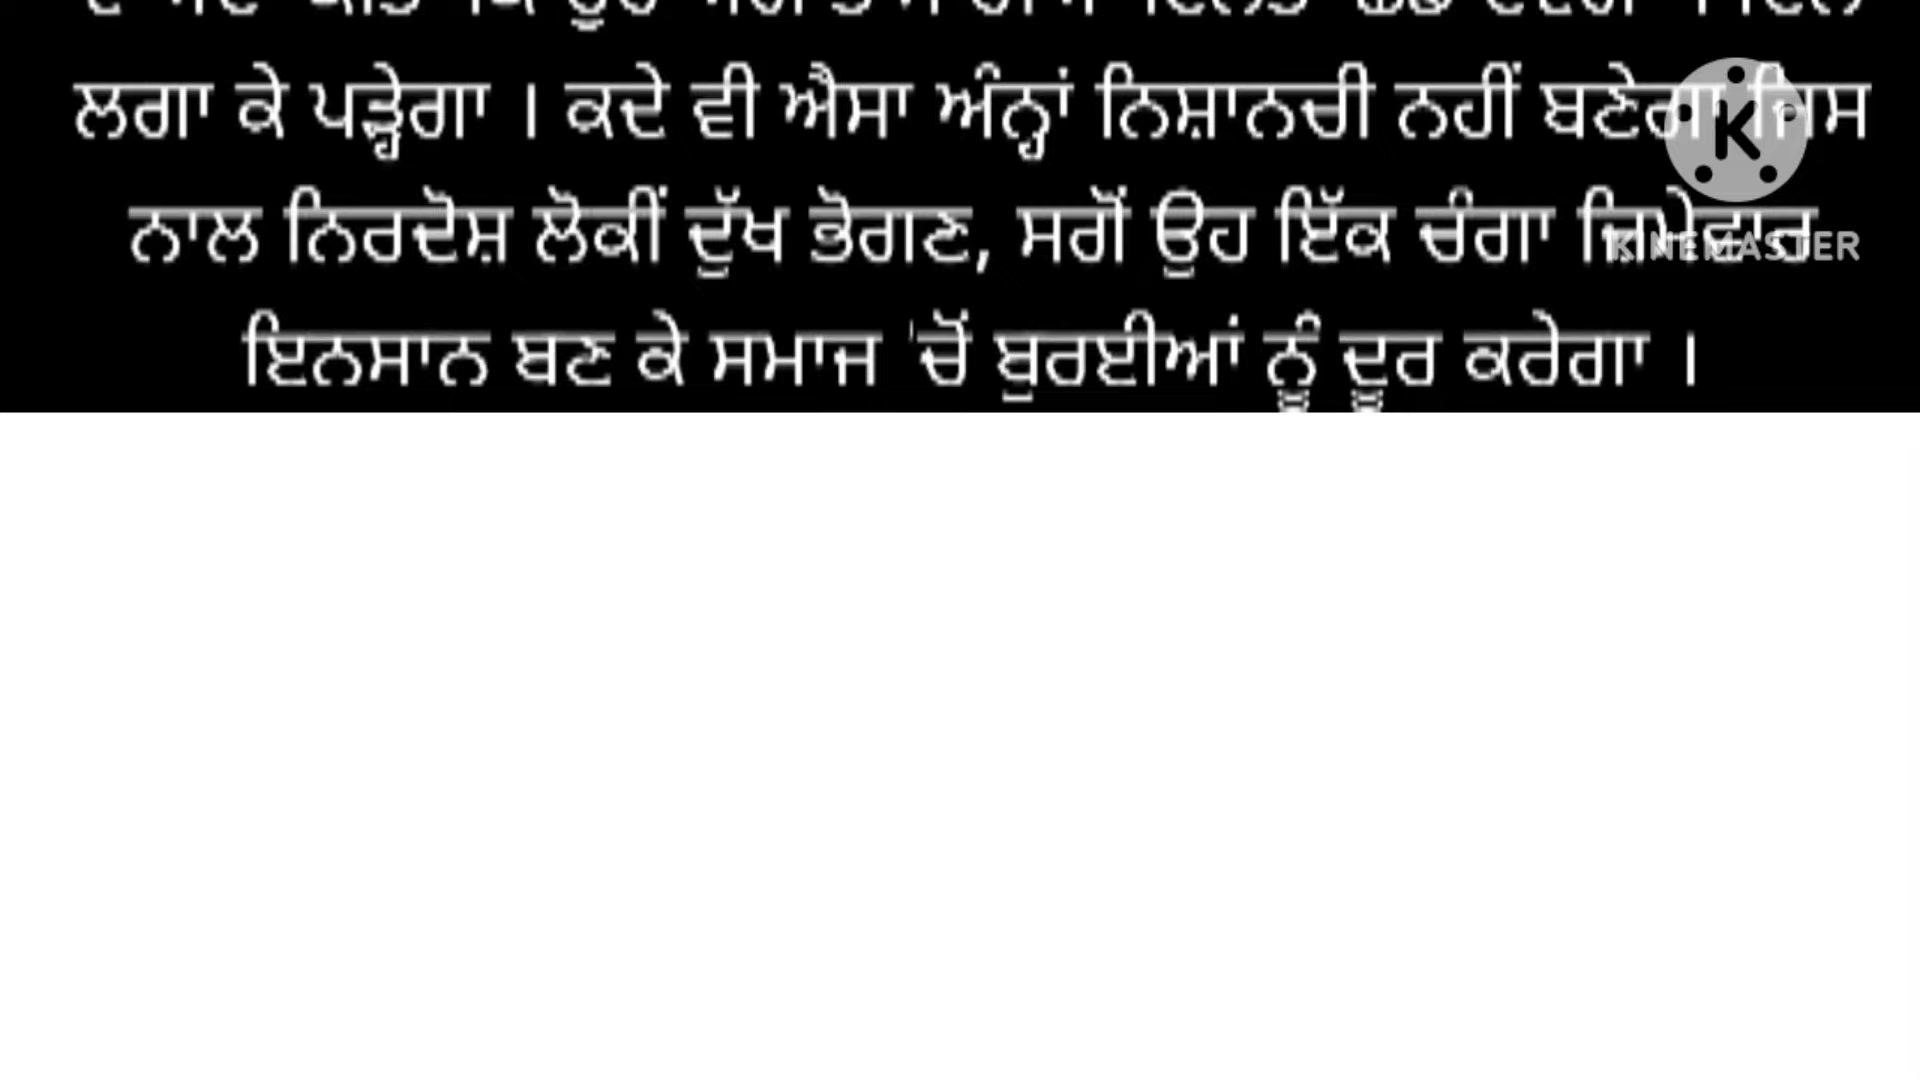 ਲਗਾ ਕੇ ਪੜ੍ਹੇਗਾ । ਕਦੇ ਵੀ ਐਸਾ ਅੰਨ੍ਹਾਂ ਨਿਸ਼ਾਨਚੀ ਨਹੀਂ ਬਣੇਗਾ ਜਿਸ
ਨਾਲ ਨਿਰਦੋਸ਼ ਲੋਕੀਂ ਦੁੱਖ ਭੋਗਣ, ਸਗੋਂ ਉਹ ਇੱਕ ਚੰਗਾ ਜ਼ਿਮੇਵਾਰ
KINEMASTER
ਇਨਸਾਨ ਬਣ ਕੇ ਸਮਾਜ 'ਚੋਂ ਬੁਰਈਆਂ ਨੂੰ ਦੂਰ ਕਰੇਗਾ ।